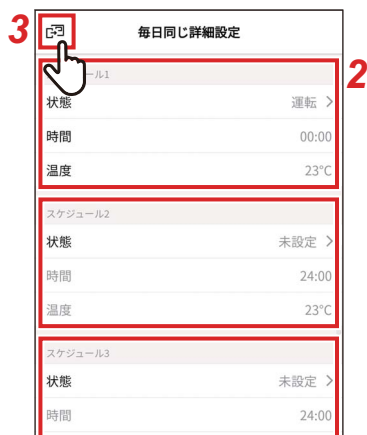 3
毎日同じ詳細設定
ール1
2
状態 運転
時間 00:00
温度 23℃
スケジュール2
状態 未設定
時間 24:00
温度 23℃
スケジュール3
状態 未設定
時間 24:00